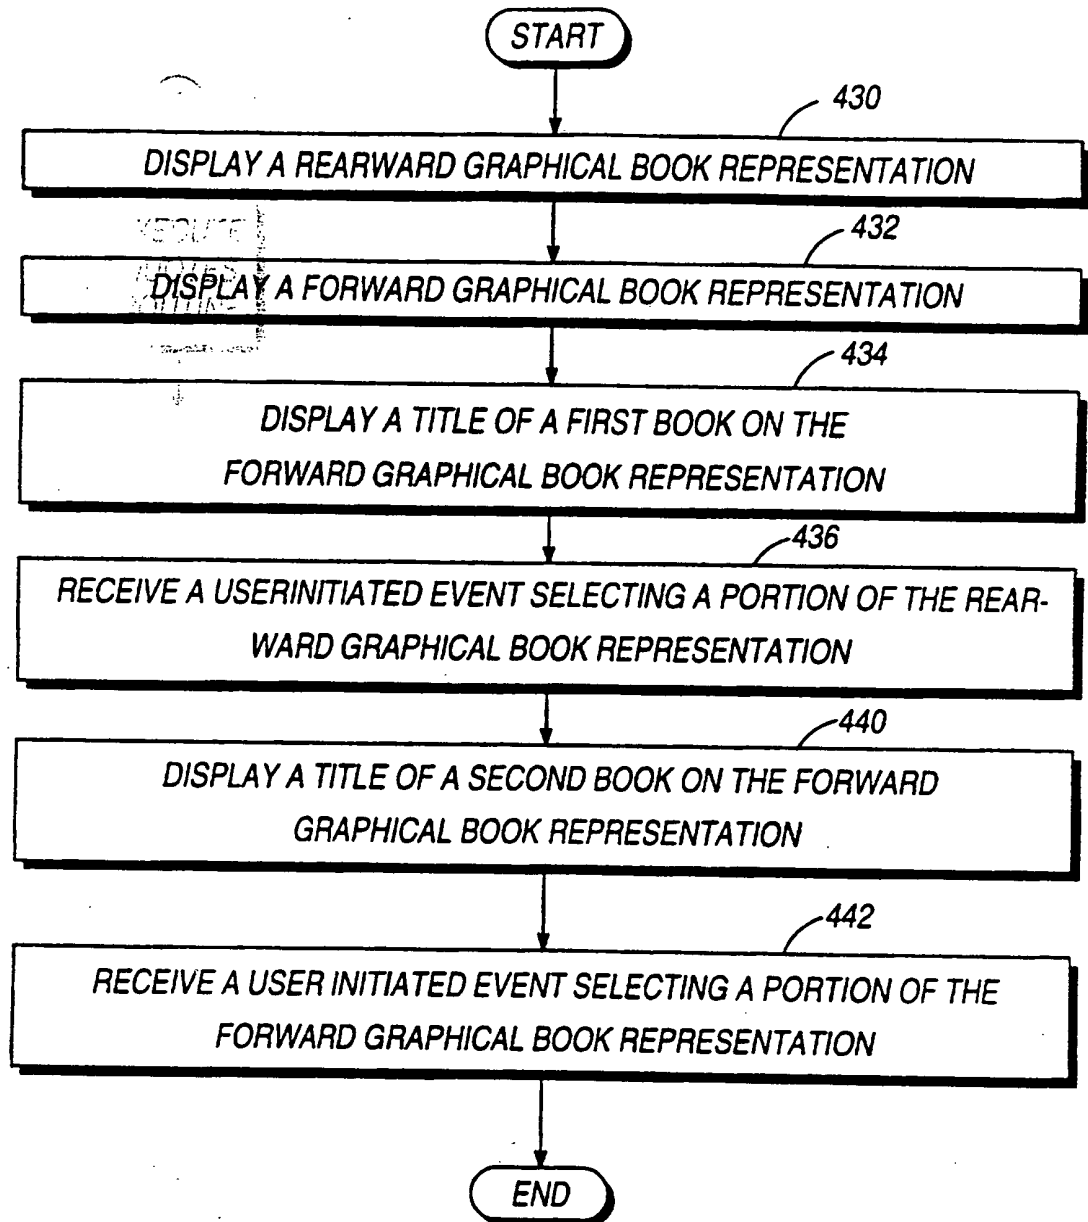 START
430
DISPLAY A REARWARD GRAPHICAL BOOK REPRESENTATION
432
DISPLAY A FORWARD GRAPHICAL BOOK REPRESENTATION
434
DISPLAY A TITLE OF A FIRST BOOK ON THE
FORWARD GRAPHICAL BOOK REPRESENTATION
436
RECEIVE A USERINITIATED EVENT SELECTING A PORTION OF THE REAR-
WARD GRAPHICAL BOOK REPRESENTATION
440
DISPLAY A TITLE OF A SECOND BOOK ON THE FORWARD
GRAPHICAL BOOK REPRESENTATION
442
RECEIVE A USER INITIATED EVENT SELECTING A PORTION OF THE
FORWARD GRAPHICAL BOOK REPRESENTATION
END